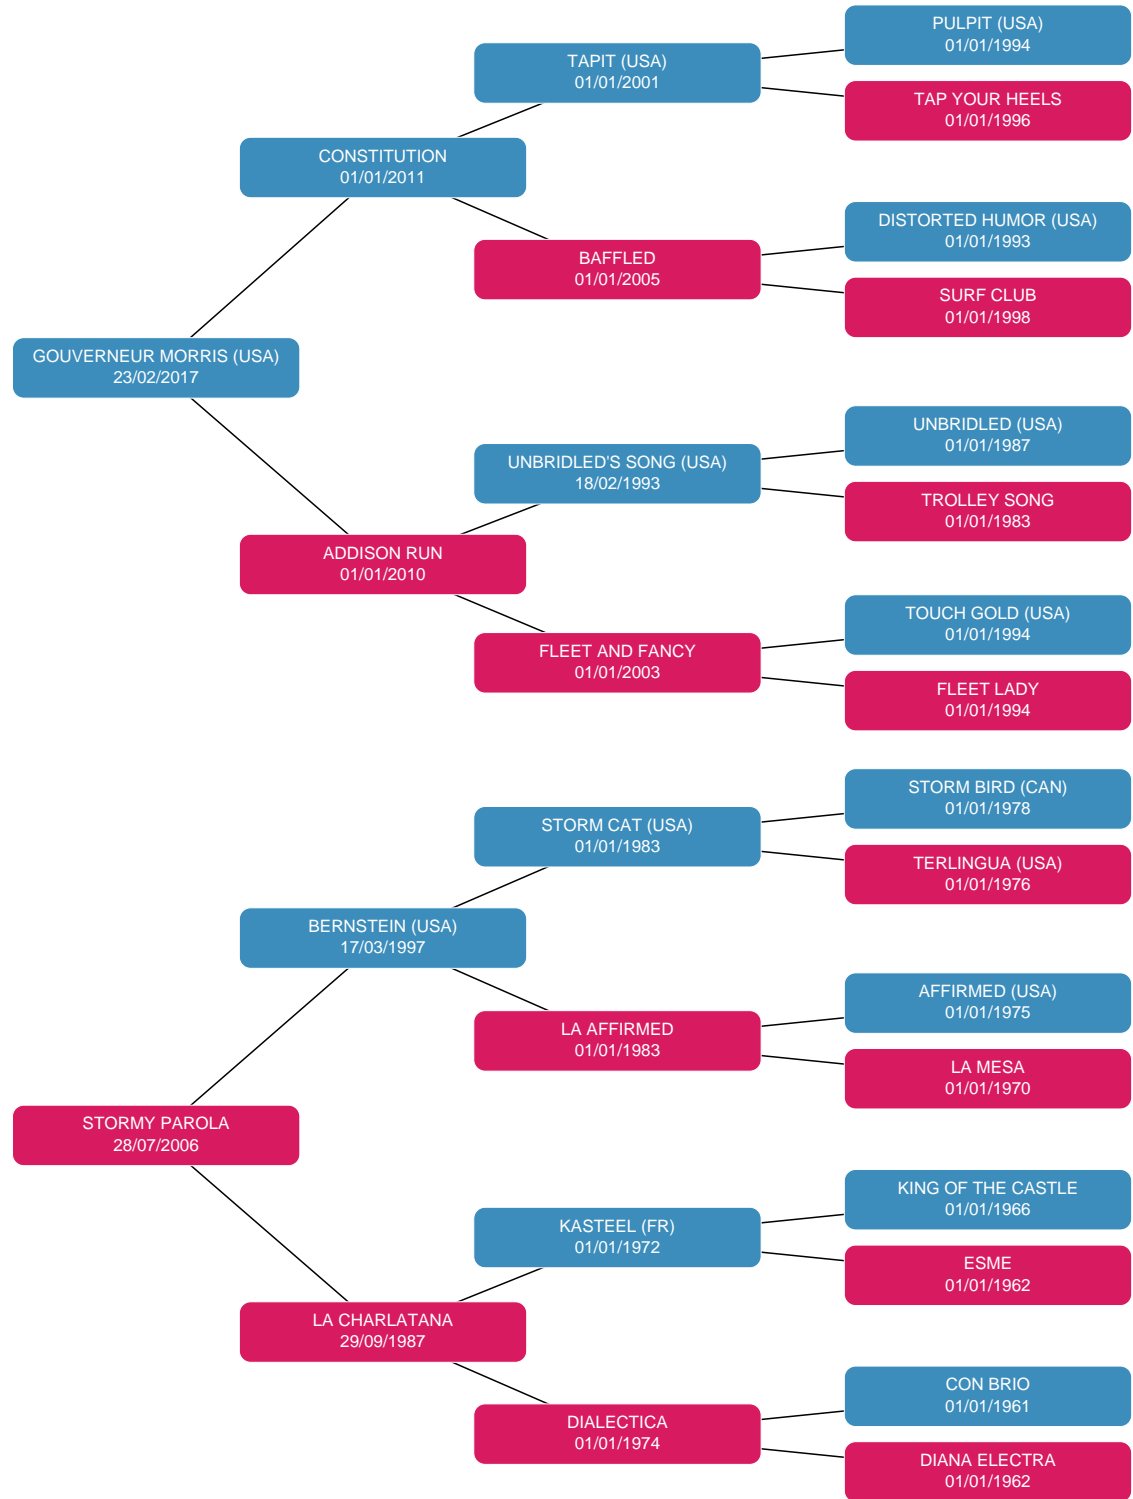 PULPIT (USA)
01/01/1994
TAPIT (USA)
01/01/2001
TAP YOUR HEELS
01/01/1996
CONSTITUTION
01/01/2011
DISTORTED HUMOR (USA)
01/01/1993
BAFFLED
01/01/2005
SURF CLUB
01/01/1998
GOUVERNEUR MORRIS (USA)
23/02/2017
UNBRIDLED (USA)
01/01/1987
UNBRIDLED'S SONG (USA)
18/02/1993
TROLLEY SONG
01/01/1983
ADDISON RUN
01/01/2010
TOUCH GOLD (USA)
01/01/1994
FLEET AND FANCY
01/01/2003
FLEET LADY
01/01/1994
STORM BIRD (CAN)
01/01/1978
STORM CAT (USA)
01/01/1983
TERLINGUA (USA)
01/01/1976
BERNSTEIN (USA)
17/03/1997
AFFIRMED (USA)
01/01/1975
LA AFFIRMED
01/01/1983
LA MESA
01/01/1970
STORMY PAROLA
28/07/2006
KING OF THE CASTLE
01/01/1966
KASTEEL (FR)
01/01/1972
ESME
01/01/1962
LA CHARLATANA
29/09/1987
CON BRIO
01/01/1961
DIALECTICA
01/01/1974
DIANA ELECTRA
01/01/1962